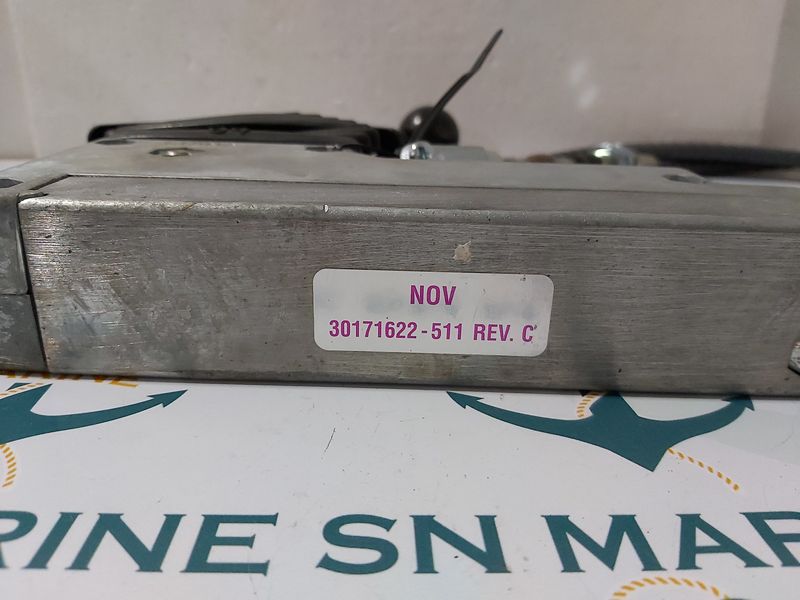 NOV
30171622-511 REV. C
RINE SN MAR